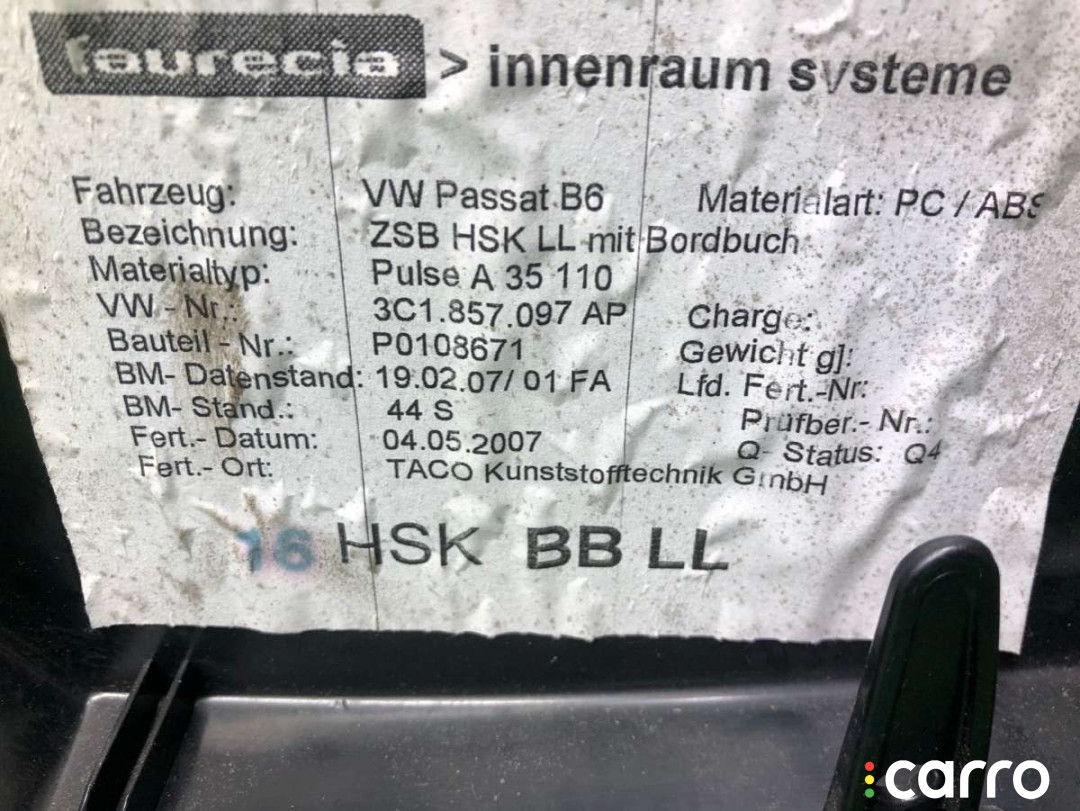 faurecia > innenraum systeme
Fahrzeug: VW Passat B6 Materialart: PC / ABS
Bezeichnung: ZSB HSK LL mit Bordbuch
Materialtyp: Pulse A 35 110
VW - Nr.: 3C1.857.097 AP Charge:
Bauteil - Nr.: P0108671 Gewicht g]:
BM- Datenstand: 19.02.07/ 01 FA Lfd. Fert.-Nr:
BM- Stand.: 44 S Prüfber.- Nr.:
Fert.- Datum: 04.05.2007 Q- Status: Q4
Fert.- Ort: TACO Kunststofftechnik GmbH
16 HSK BB LL
carro